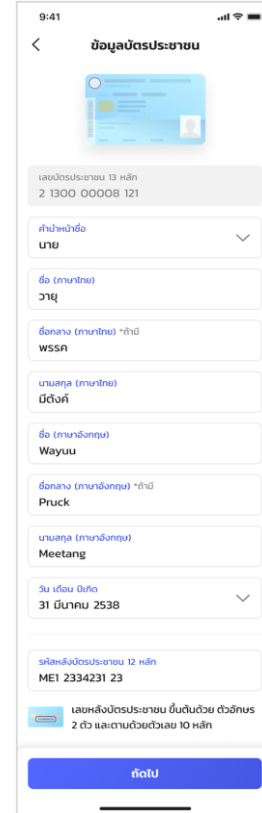 9:41
ข้อมูลบัตรประชาชน
เลขบัตรประชาชน 13 หลัก
2 1300 00008 121
คำนำหน้าชื่อ
นาย
ชื่อ (ภาษาไทย)
วายุ
ชื่อกลาง (ภาษาไทย) *ถ้ามี
พรรค
นามสกุล (ภาษาไทย)
มีตังค์
ชื่อ (ภาษาอังกฤษ)
Wayuu
ชื่อกลาง (ภาษาอังกฤษ) *ถ้ามี
Pruck
นามสกุล (ภาษาอังกฤษ)
Meetang
วัน เดือน ปีเกิด
31 มีนาคม 2538
รหัสหลังบัตรประชาชน 12 หลัก
ME1 2334231 23
เลขหลังบัตรประชาชน ขึ้นต้นด้วย ตัวอักษร
2 ตัว และตามด้วยตัวเลข 10 หลัก
ถัดไป